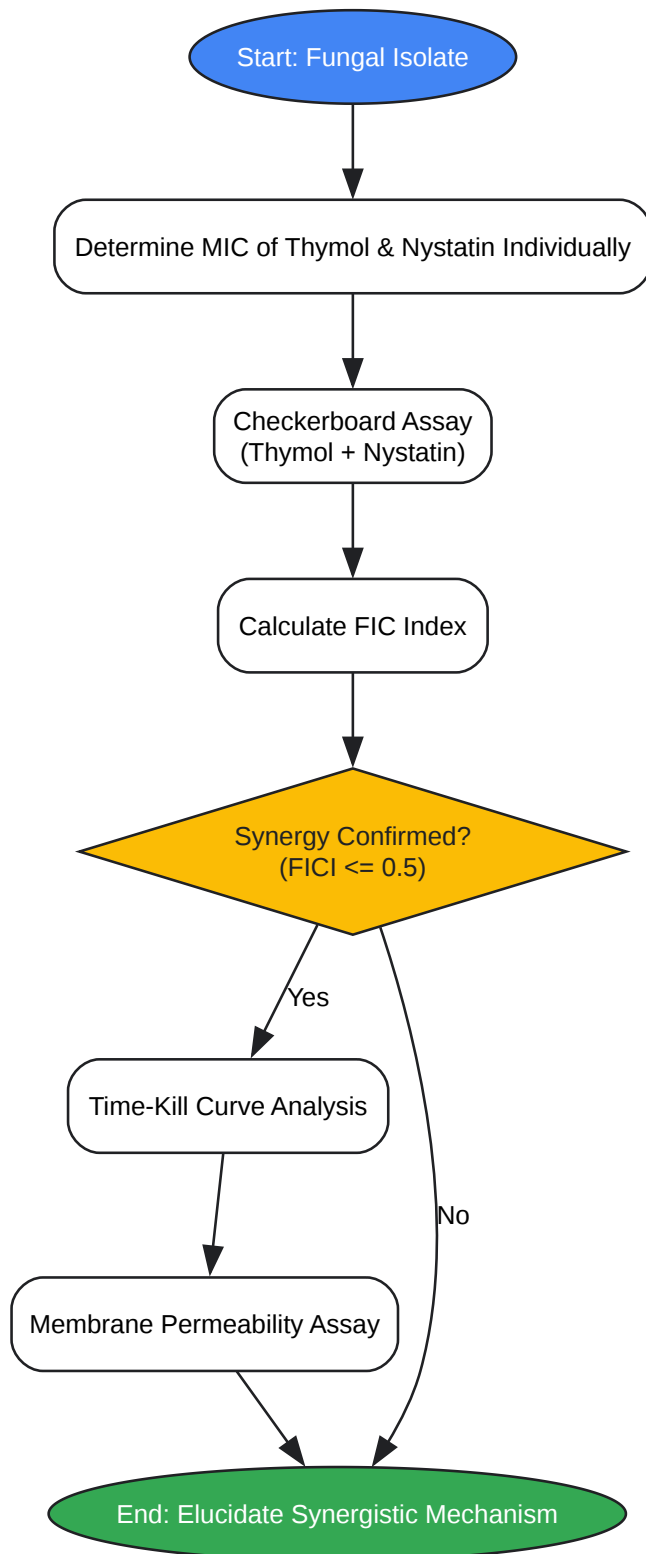 Start: Fungal Isolate
Determine MIC of Thymol & Nystatin Individually
Checkerboard Assay
(Thymol + Nystatin)
Calculate FIC Index
Synergy Confirmed?
(FICI <= 0.5)
Yes
Time-Kill Curve Analysis
No
Membrane Permeability Assay
End: Elucidate Synergistic Mechanism